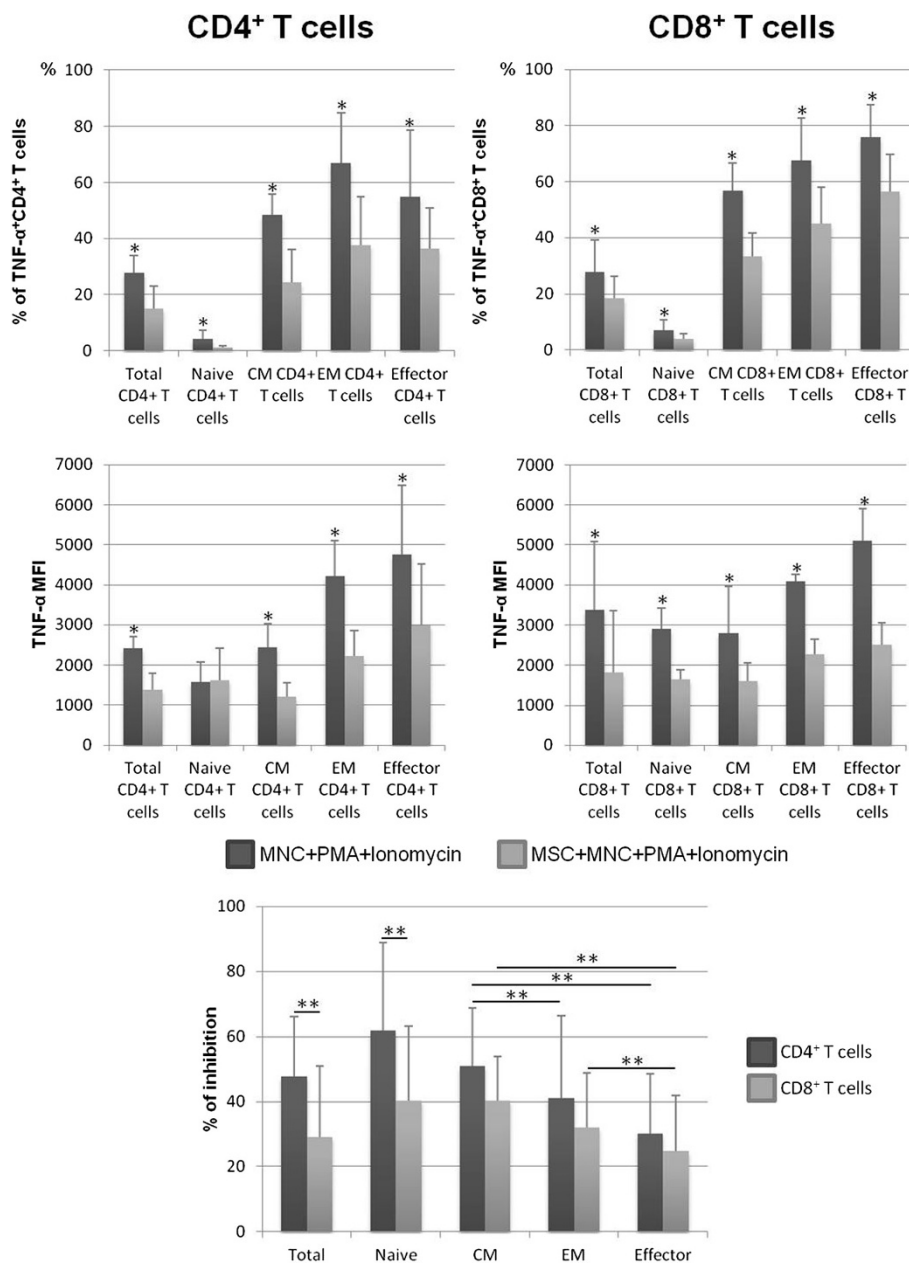 CD4⁺ T cells
CD8⁺ T cells
%
% of TNF-α⁺CD4⁺ T cells
100
80
60
40
20
0
*
*
*
*
*
Total CD4+ T cells
Naive CD4+ T cells
CM CD4+ T cells
EM CD4+ T cells
Effector CD4+ T cells
%
% of TNF-α⁺CD8⁺ T cells
100
80
60
40
20
0
*
*
*
*
*
Total CD8+ T cells
Naive CD8+ T cells
CM CD8+ T cells
EM CD8+ T cells
Effector CD8+ T cells
TNF-α MFI
7000
6000
5000
4000
3000
2000
1000
0
*
*
*
*
Total CD4+ T cells
Naive CD4+ T cells
CM CD4+ T cells
EM CD4+ T cells
Effector CD4+ T cells
TNF-α MFI
7000
6000
5000
4000
3000
2000
1000
0
*
*
*
*
*
Total CD8+ T cells
Naive CD8+ T cells
CM CD8+ T cells
EM CD8+ T cells
Effector CD8+ T cells
MNC+PMA+Ionomycin
MSC+MNC+PMA+Ionomycin
% of inhibition
100
80
60
40
20
0
**
**
**
**
**
**
Total
Naive
CM
EM
Effector
CD4⁺ T cells
CD8⁺ T cells